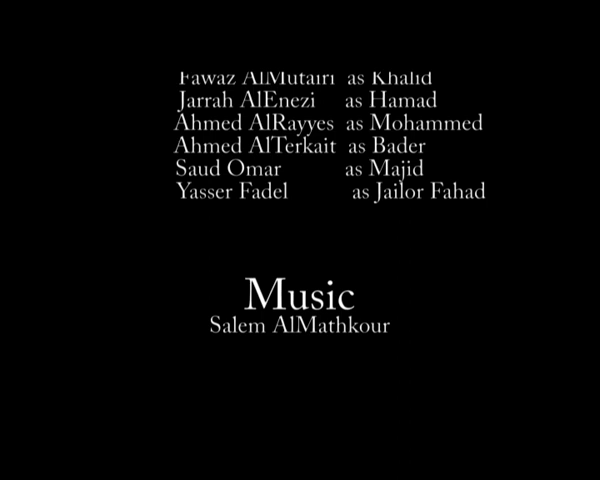 Fawaz AlMutairi as Khalid
Jarrah AlEnezi as Hamad
Ahmed AlRayyes as Mohammed
Ahmed AlTerkait as Bader
Saud Omar as Majid
Yasser Fadel as Jailor Fahad
Music
Salem AlMathkour